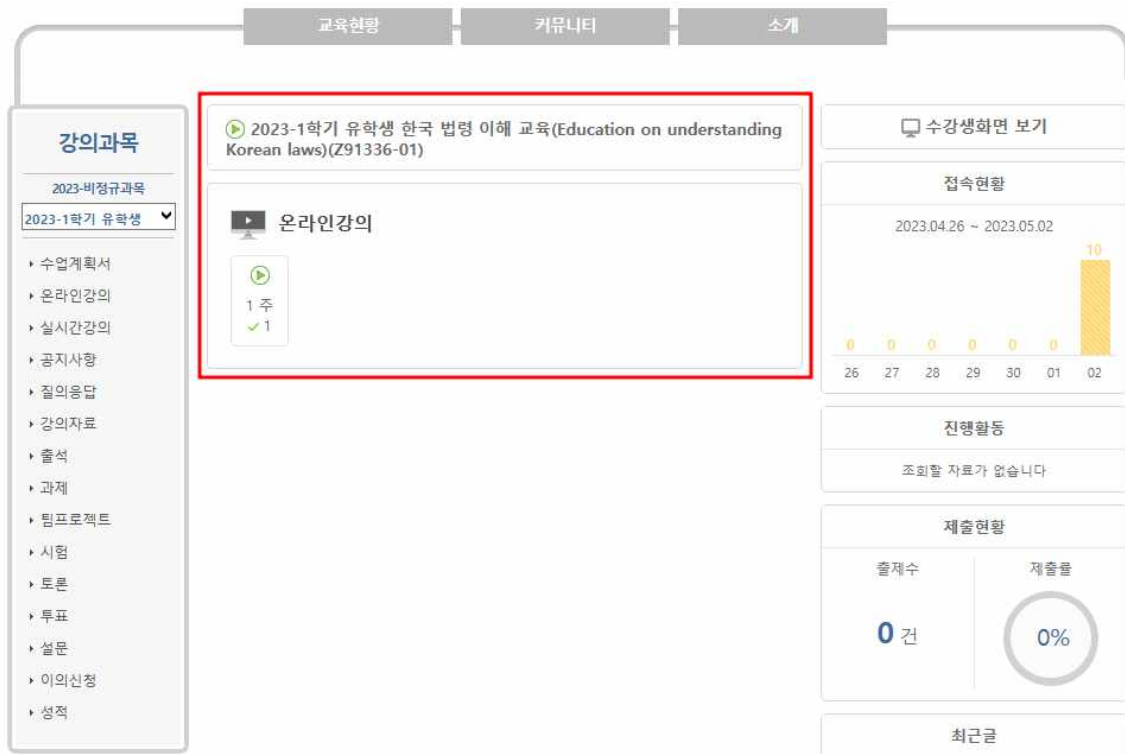 교육현황
커뮤니티
소개
강의과목
2023-비정규과목
2023-1학기 유학생
수업계획서
온라인강의
실시간강의
공지사항
질의응답
강의자료
출석
과제
팀프로젝트
시험
토론
투표
설문
이의신청
성적
2023-1학기 유학생 한국 법령 이해 교육(Education on understanding
Korean laws)(Z91336-01)
온라인강의
1 주
1
수강생화면 보기
접속현황
2023.04.26 ~ 2023.05.02
10
0 0 0 0 0 0
26 27 28 29 30 01 02
진행활동
조회할 자료가 없습니다
제출현황
출제수 제출률
0 건 0%
최근글